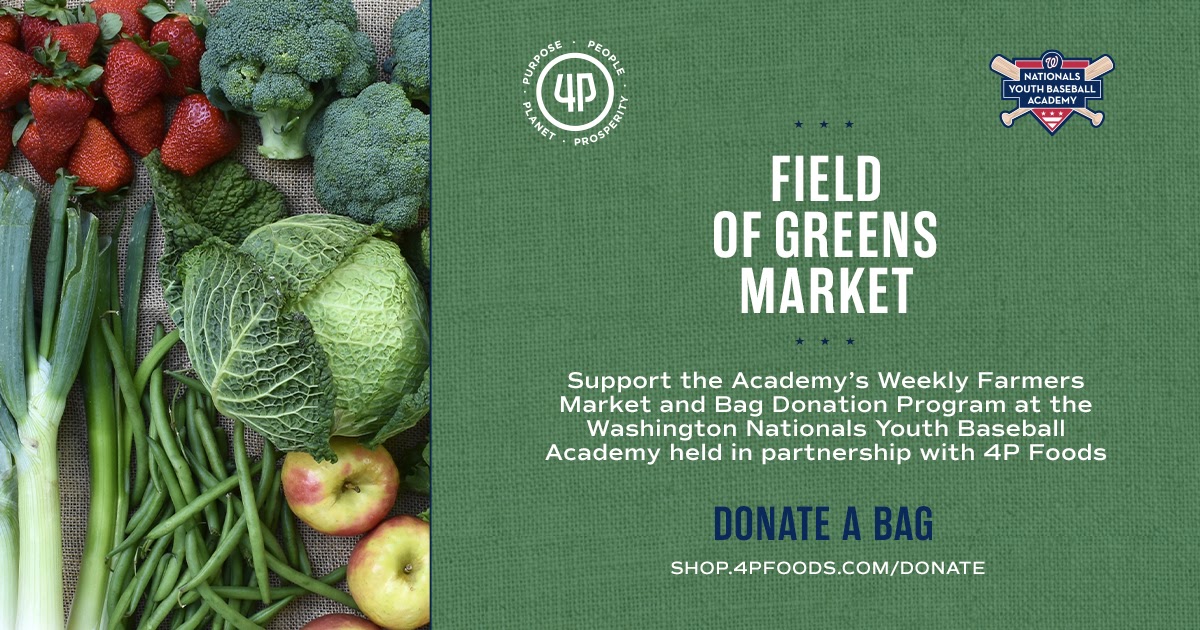 PURPOSE · PEOPLE · PROSPERITY · PLANET ·
4P
W
NATIONALS
YOUTH BASEBALL
ACADEMY
FIELD
OF GREENS
MARKET
Support the Academy’s Weekly Farmers
Market and Bag Donation Program at the
Washington Nationals Youth Baseball
Academy held in partnership with 4P Foods
DONATE A BAG
SHOP.4PFOODS.COM/DONATE